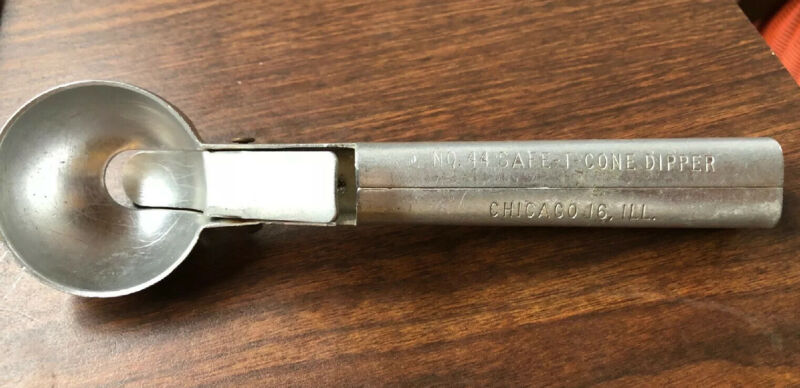 NO. 44 SAFE-T-CONE DIPPER
CHICAGO 16, ILL.